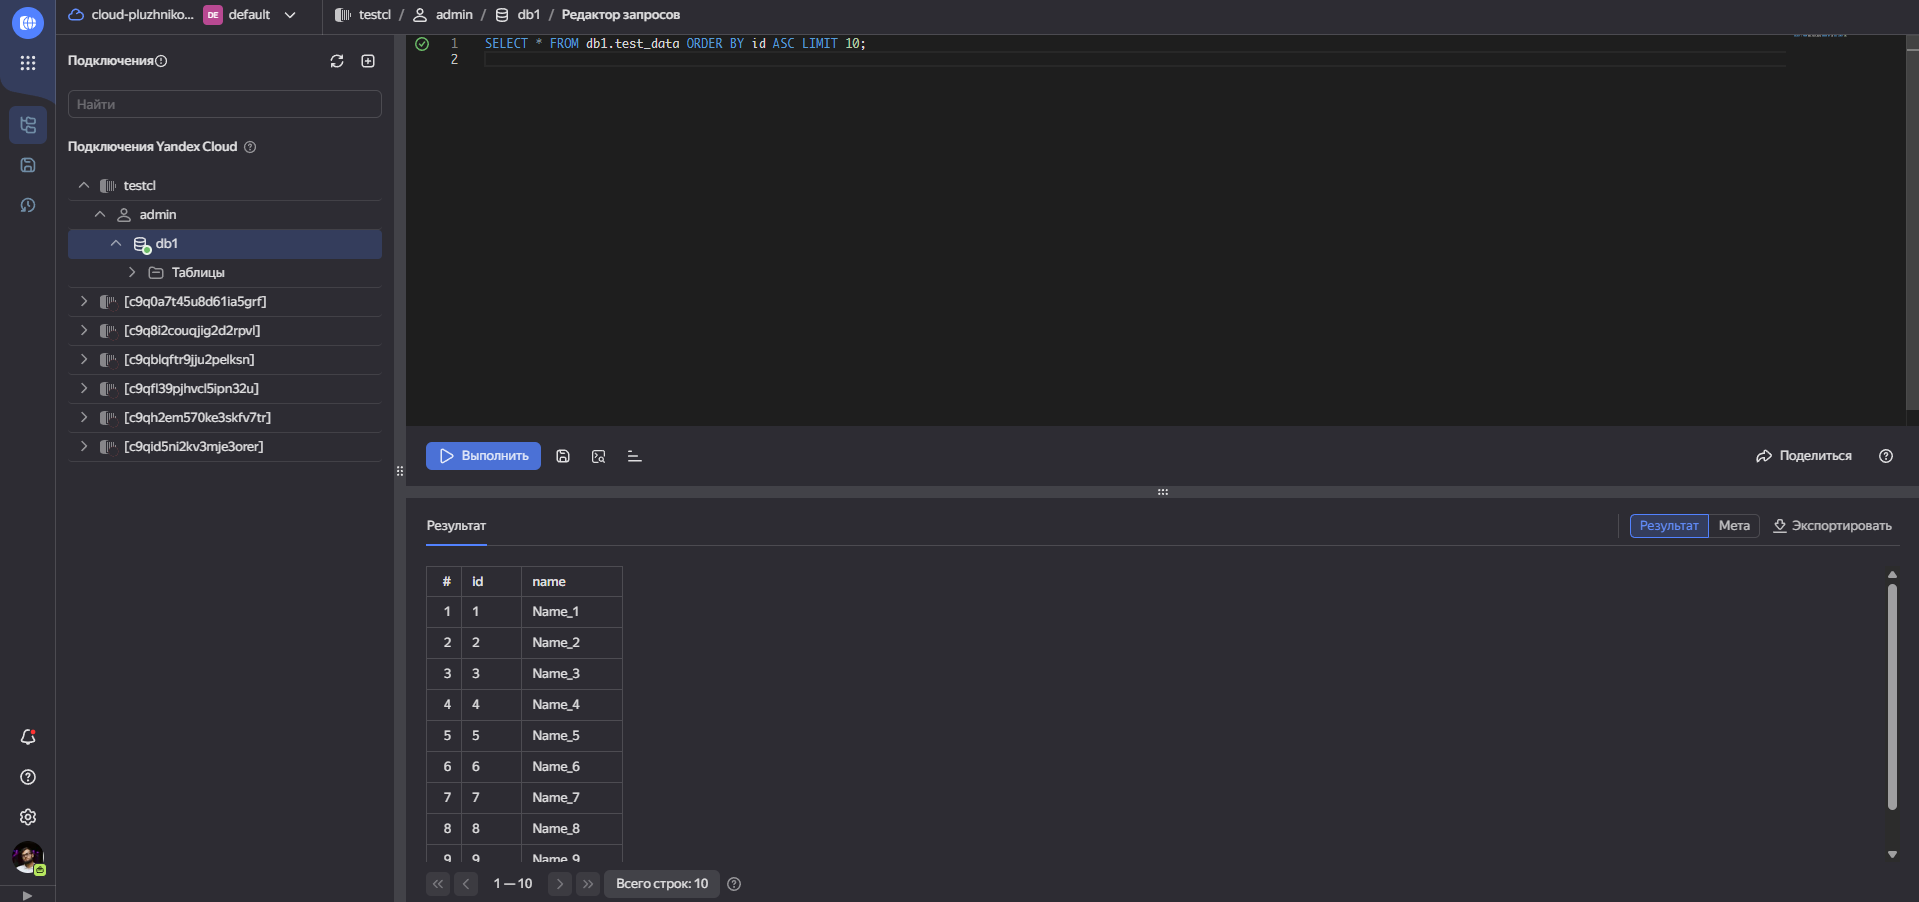 cloud-pluzhniko... DE default
testcl / admin / db1 / Редактор запросов
Подключения
Найти
Подключения Yandex Cloud
testcl
admin
db1
Таблицы
[c9q0a7t45u8d61ia5grf]
[c9q8i2couqjig2d2rpvl]
[c9qblqftr9jju2pelksn]
[c9qfl39pjhvcl5ipn32u]
[c9qh2em570ke3skfv7tr]
[c9qid5ni2kv3mje3orer]
1 SELECT * FROM db1.test_data ORDER BY id ASC LIMIT 10;
2
Выполнить
Поделиться
Результат
Результат Мета Экспортировать
# id name
1 1 Name_1
2 2 Name_2
3 3 Name_3
4 4 Name_4
5 5 Name_5
6 6 Name_6
7 7 Name_7
8 8 Name_8
9 9 Name_9
1 — 10 Всего строк: 10